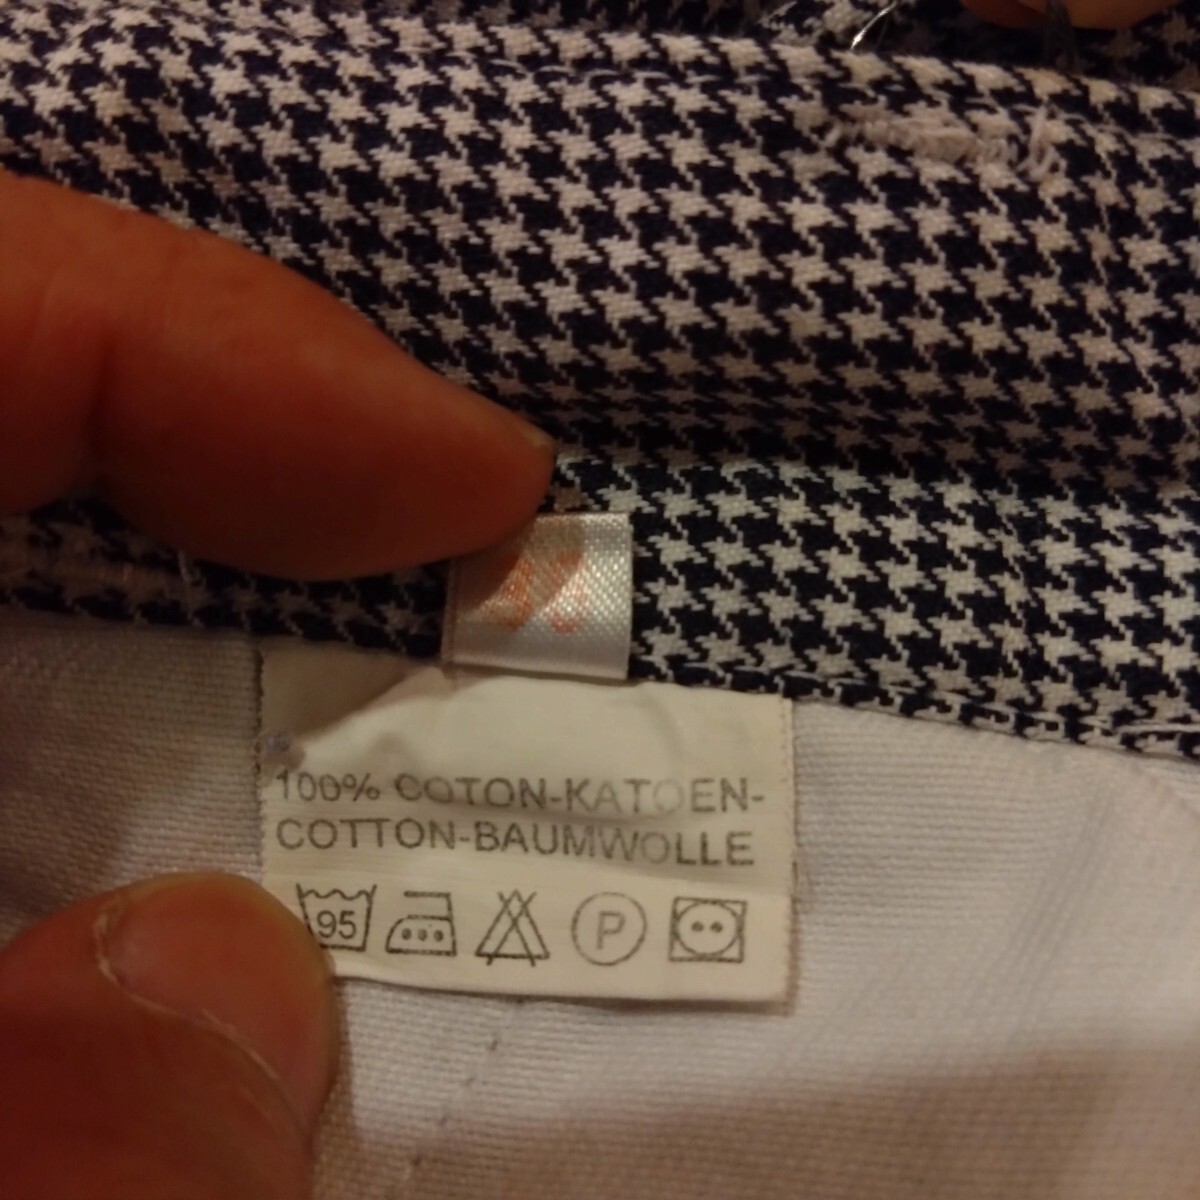 100% COTON-KATOEN-
COTTON-BAUMWOLLE
95
P